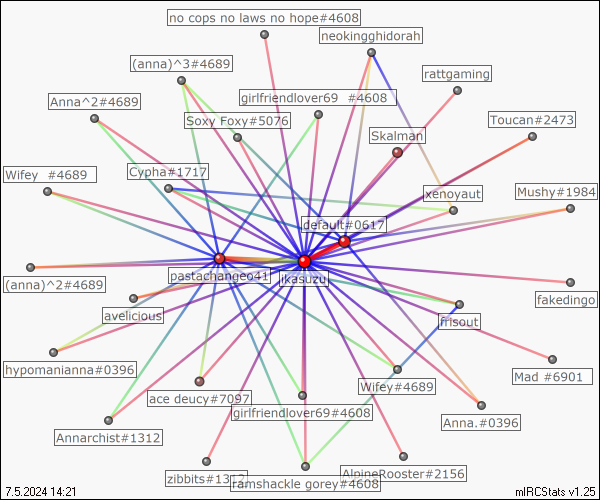 no cops no laws no hope#4608
neokingghidorah
(anna)^3#4689
rattgaming
Anna^2#4689
girlfriendlover69 #4608
Soxy Foxy#5076
Toucan#2473
Skalman
Wifey #4689
Cypha#1717
xenoyaut
Mushy#1984
default#0617
(anna)^2#4689
pastachangeo41
ikasuzu
fakedingo
avelicious
frisout
hypomanianna#0396
Mad #6901
Wifey#4689
ace deucy#7097
girlfriendlover69#4608
Anna.#0396
Annarchist#1312
zibbits#1312
ramshackle gorey#4608
AlpineRooster#2156
7.5.2024 14:21
mIRCStats v1.25